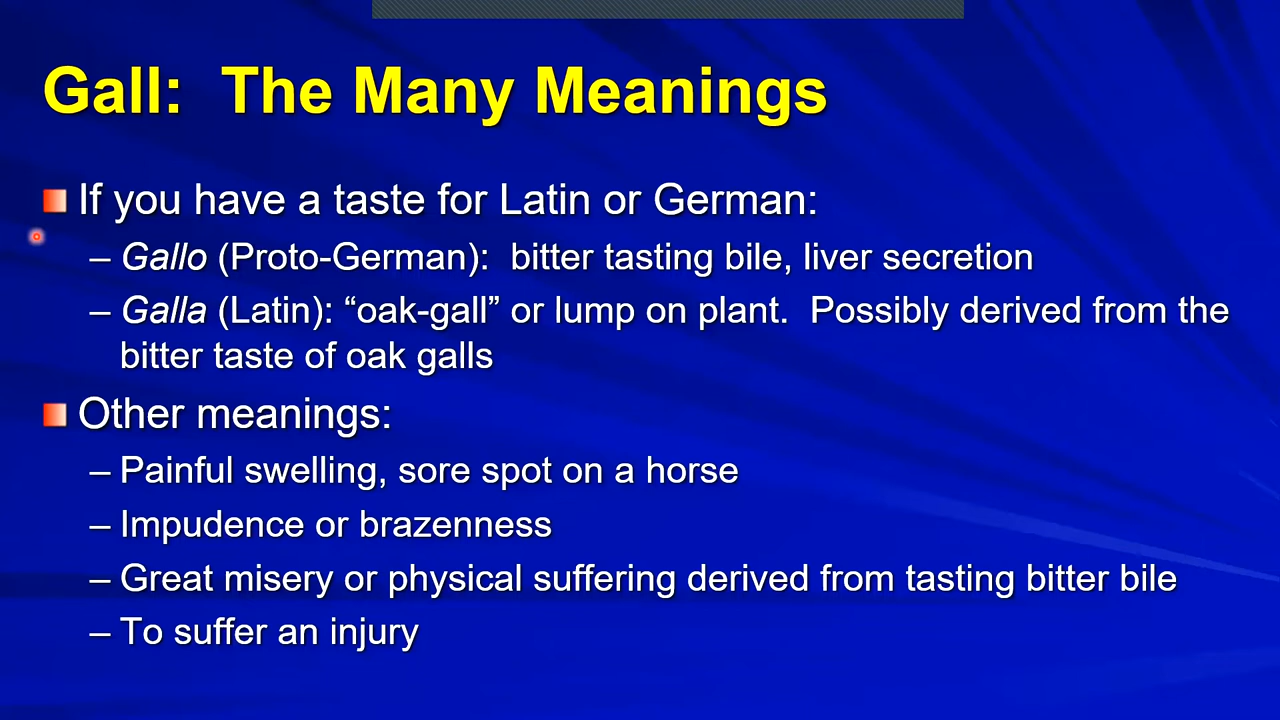 Gall:  The Many Meanings
If you have a taste for Latin or German:
– Gallo (Proto-German):  bitter tasting bile, liver secretion
– Galla (Latin): “oak-gall” or lump on plant.  Possibly derived from the
bitter taste of oak galls
Other meanings:
– Painful swelling, sore spot on a horse
– Impudence or brazenness
– Great misery or physical suffering derived from tasting bitter bile
– To suffer an injury